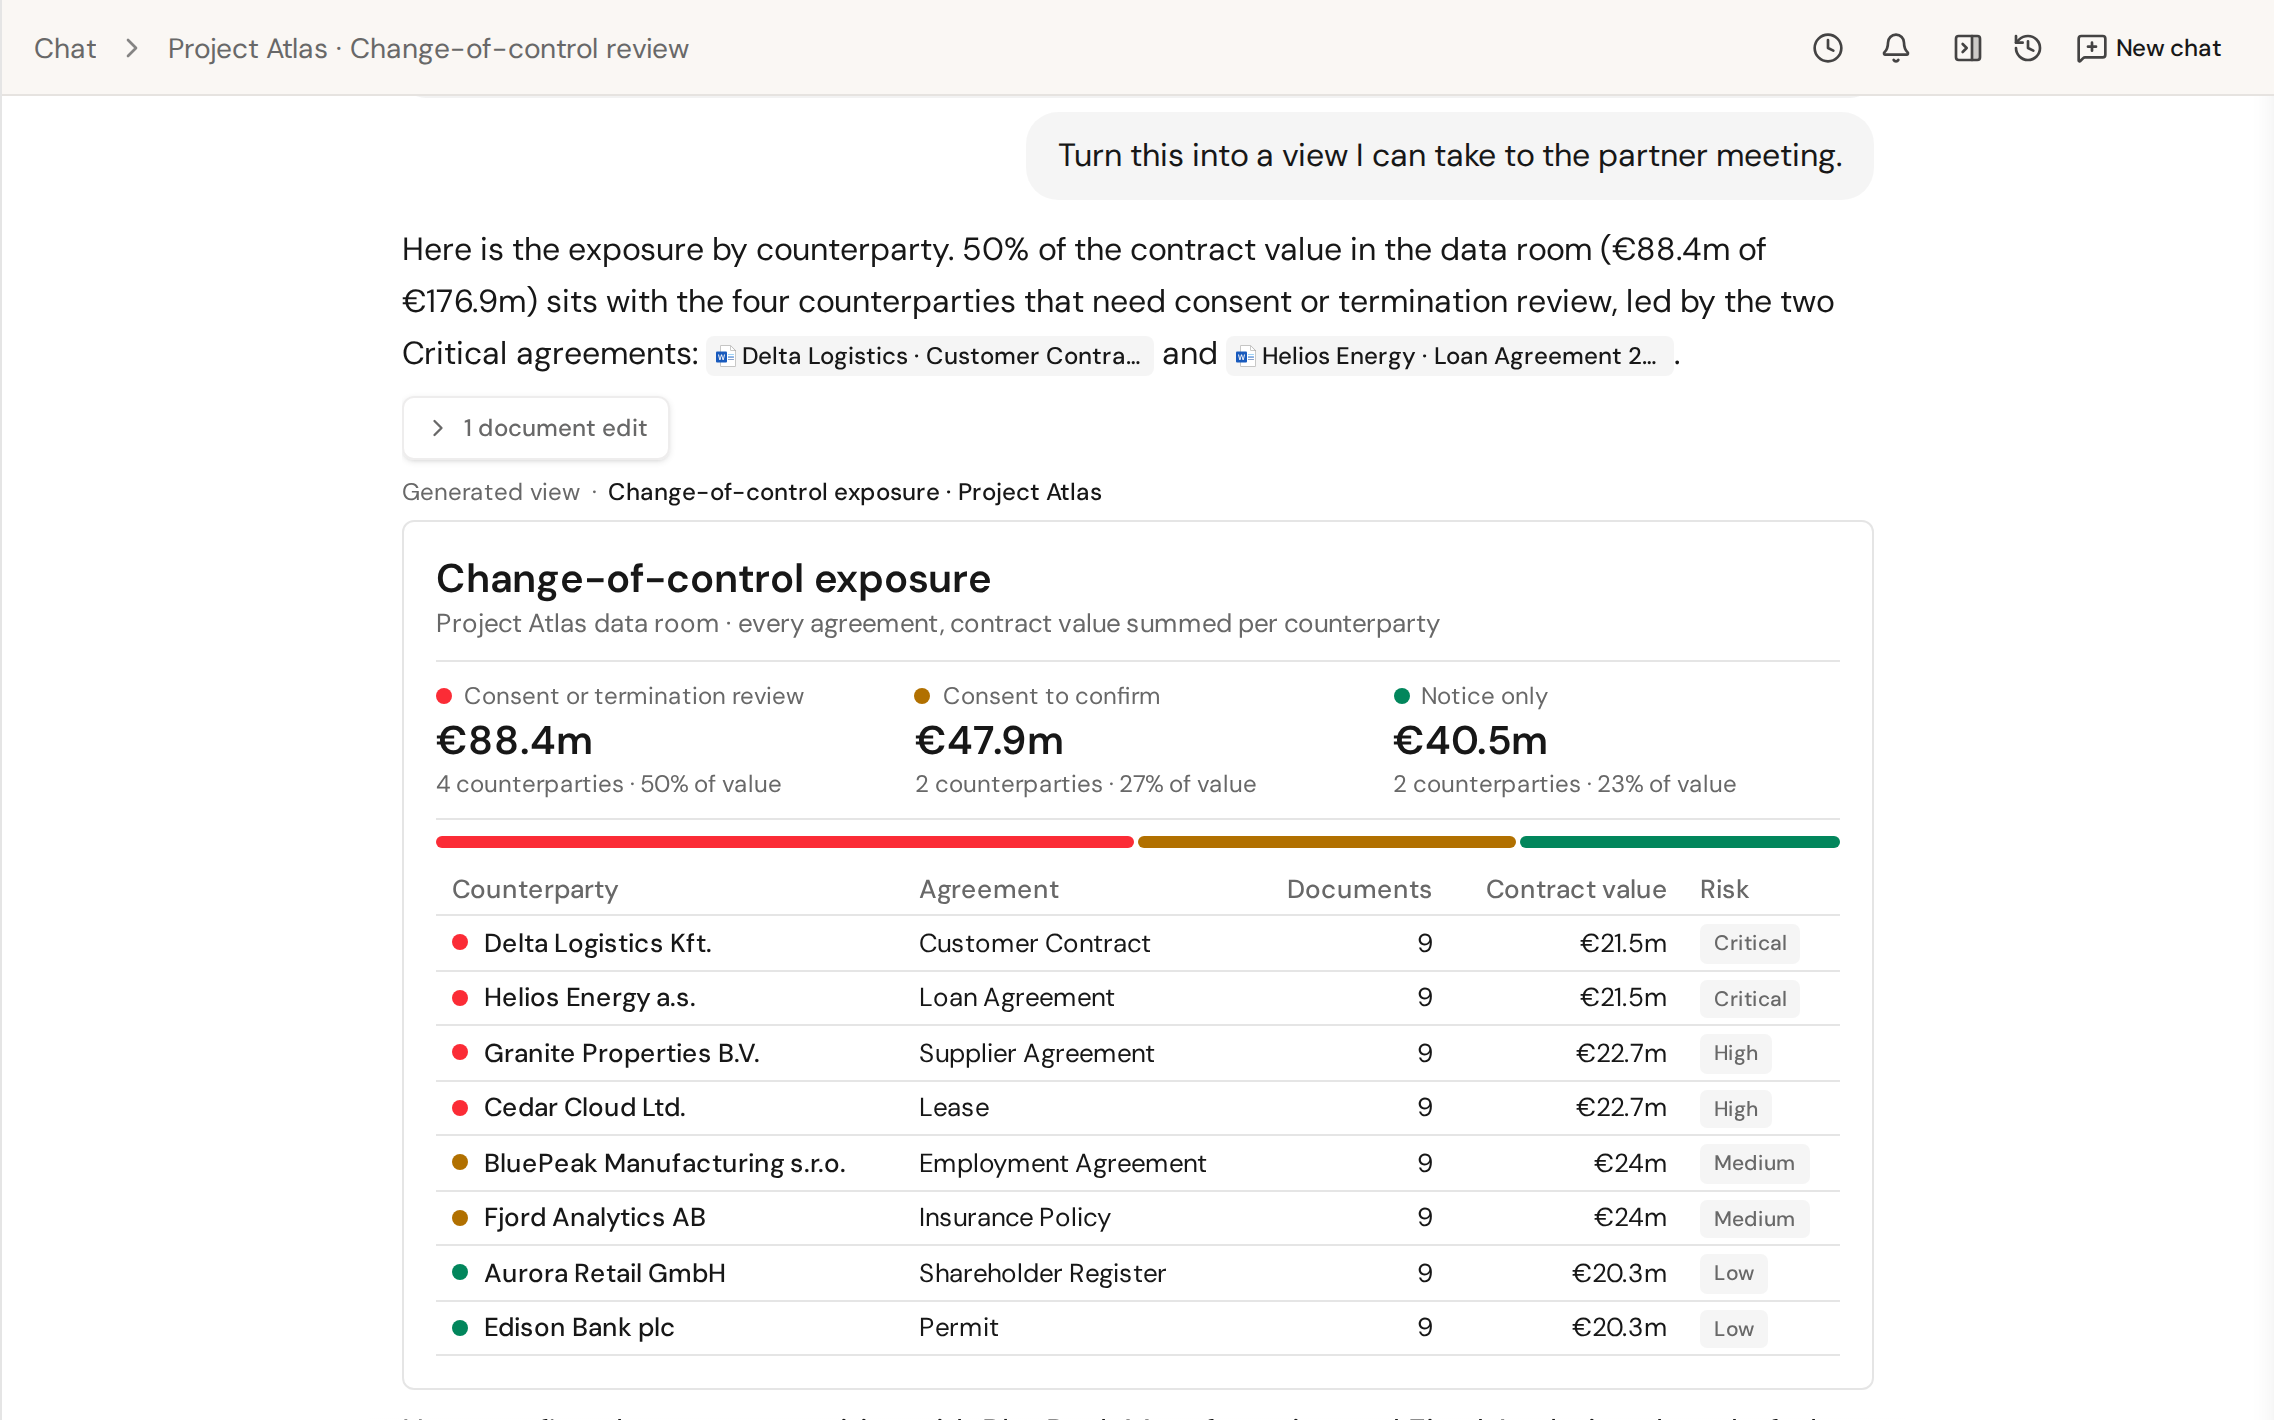 Chat > Project Atlas · Change-of-control review
New chat
Turn this into a view I can take to the partner meeting.
Here is the exposure by counterparty. 50% of the contract value in the data room (€88.4m of
€176.9m) sits with the four counterparties that need consent or termination review, led by the two
Critical agreements: Delta Logistics · Customer Contra... and Helios Energy · Loan Agreement 2... .
1 document edit
Generated view · Change-of-control exposure · Project Atlas
Change-of-control exposure
Project Atlas data room · every agreement, contract value summed per counterparty
Consent or termination review Consent to confirm Notice only
€88.4m €47.9m €40.5m
4 counterparties · 50% of value 2 counterparties · 27% of value 2 counterparties · 23% of value
Counterparty Agreement Documents Contract value Risk
Delta Logistics Kft. Customer Contract 9 €21.5m Critical
Helios Energy a.s. Loan Agreement 9 €21.5m Critical
Granite Properties B.V. Supplier Agreement 9 €22.7m High
Cedar Cloud Ltd. Lease 9 €22.7m High
BluePeak Manufacturing s.r.o. Employment Agreement 9 €24m Medium
Fjord Analytics AB Insurance Policy 9 €24m Medium
Aurora Retail GmbH Shareholder Register 9 €20.3m Low
Edison Bank plc Permit 9 €20.3m Low